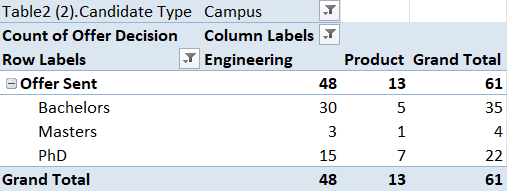 Table2 (2).Candidate Type Campus
Count of Offer Decision Column Labels
Row Labels Engineering Product Grand Total
Offer Sent 48 13 61
Bachelors 30 5 35
Masters 3 1 4
PhD 15 7 22
Grand Total 48 13 61